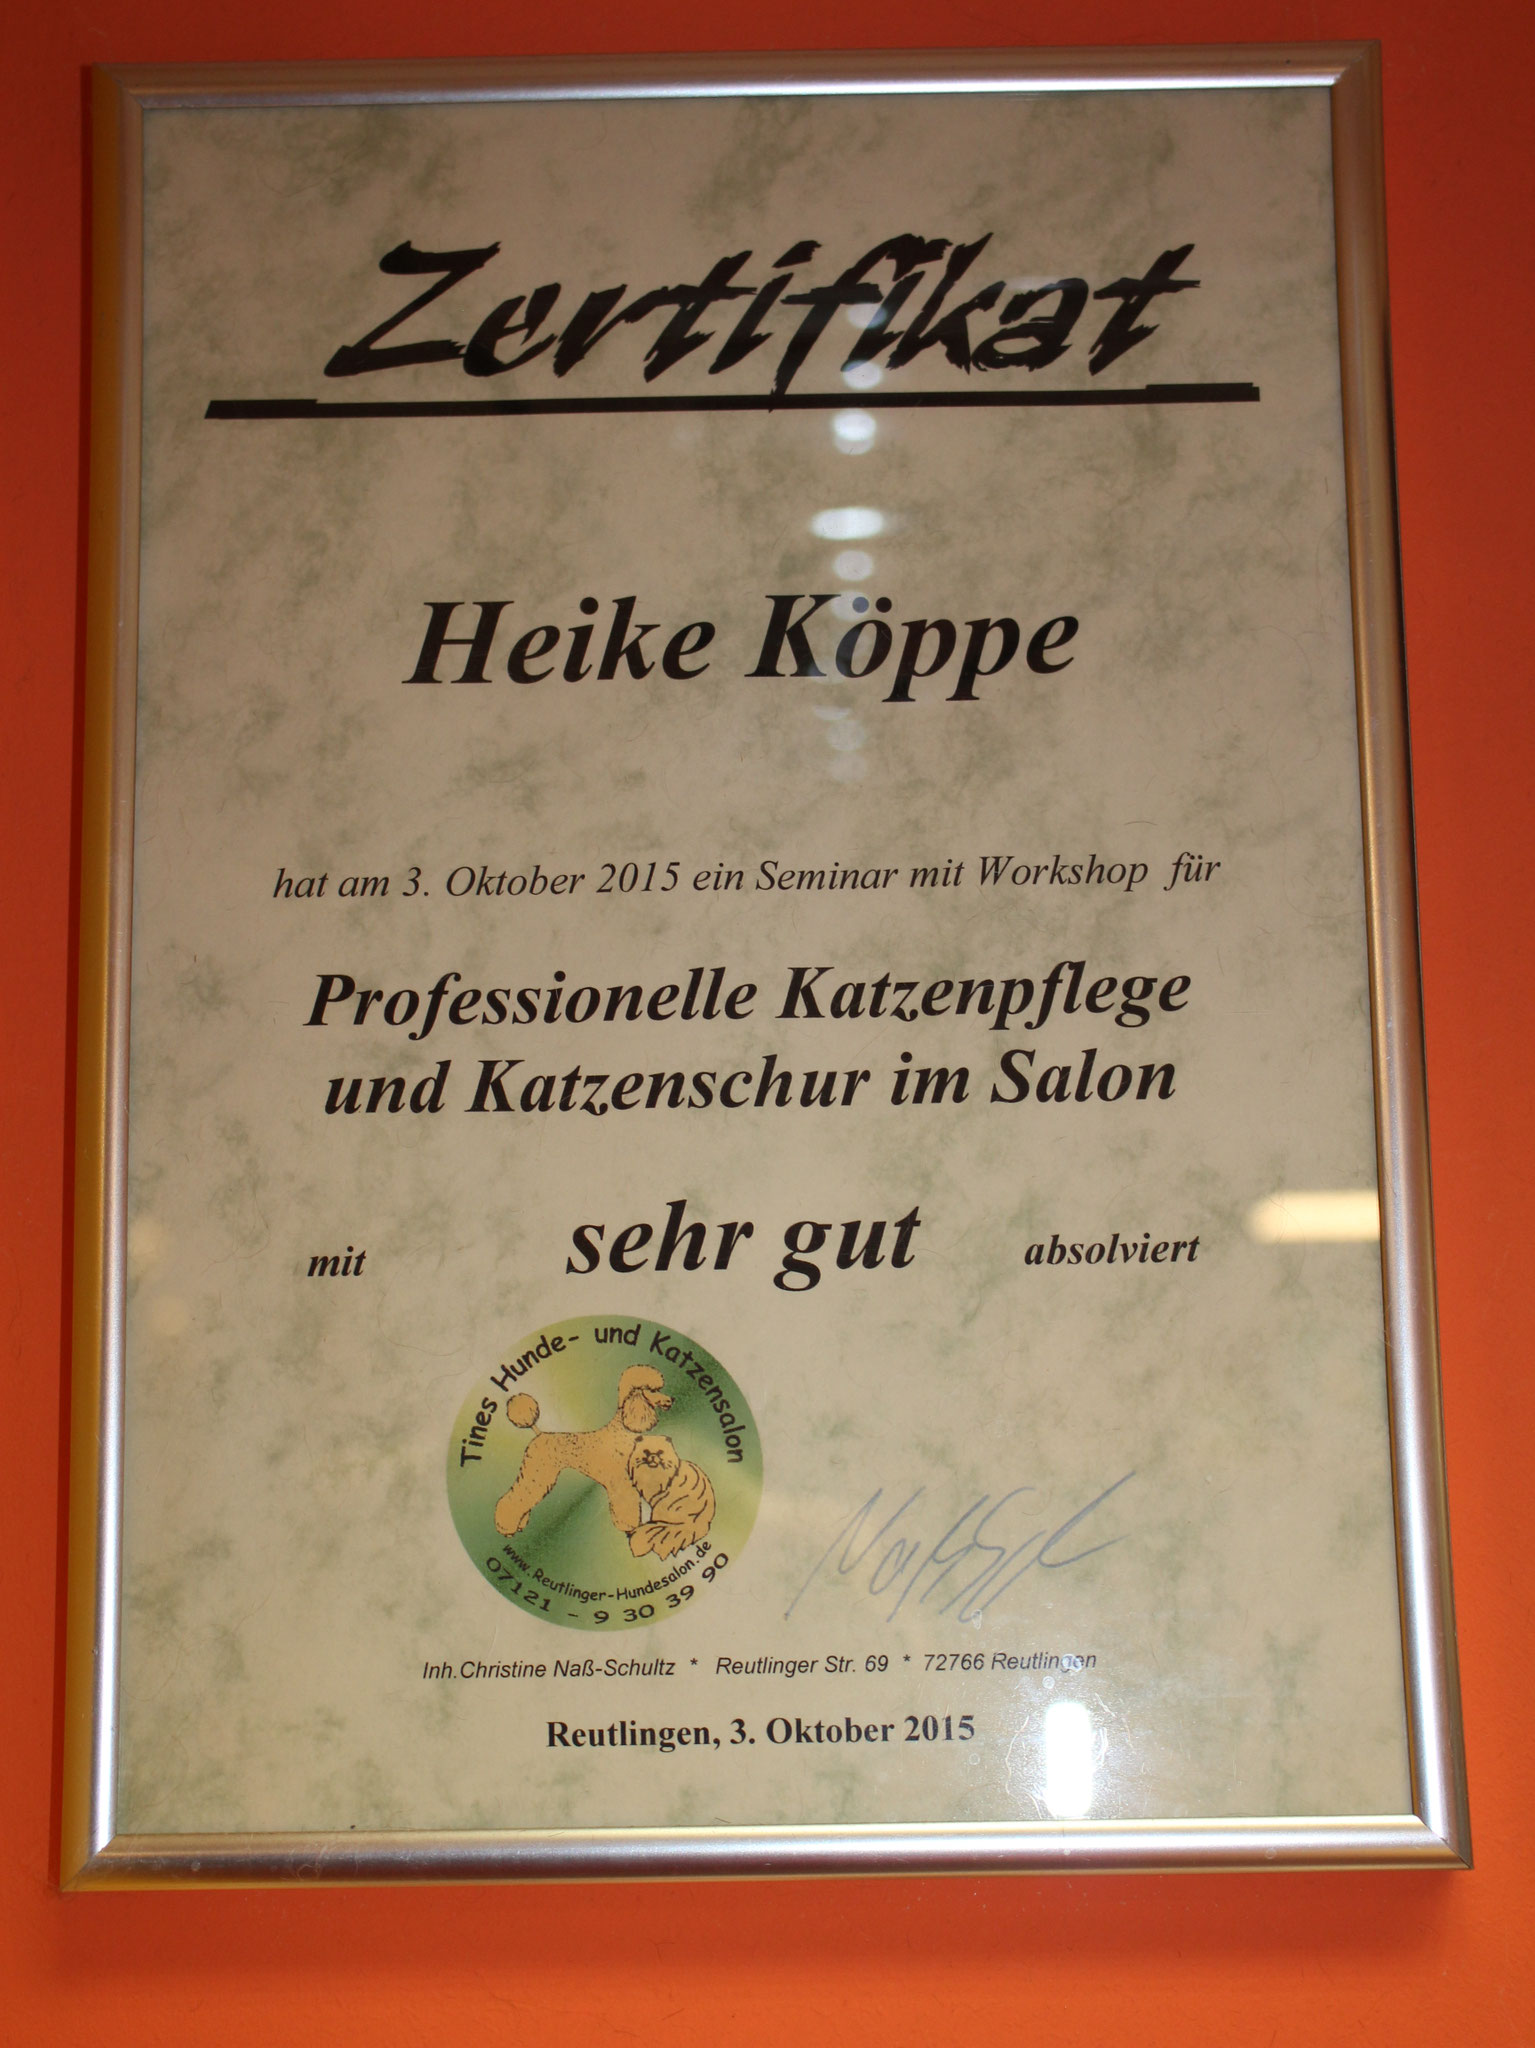 Zertifikat
Heike Köppe
hat am 3. Oktober 2015 ein Seminar mit Workshop für
Professionelle Katzenpflege
und Katzenschur im Salon
mit sehr gut absolviert
Tines Hunde- und Katzensalon
www.Reutlinger-Hundesalon.de
07121 - 9 30 39 90
Inh.Christine Naß-Schultz * Reutlinger Str. 69 * 72766 Reutlingen
Reutlingen, 3. Oktober 2015